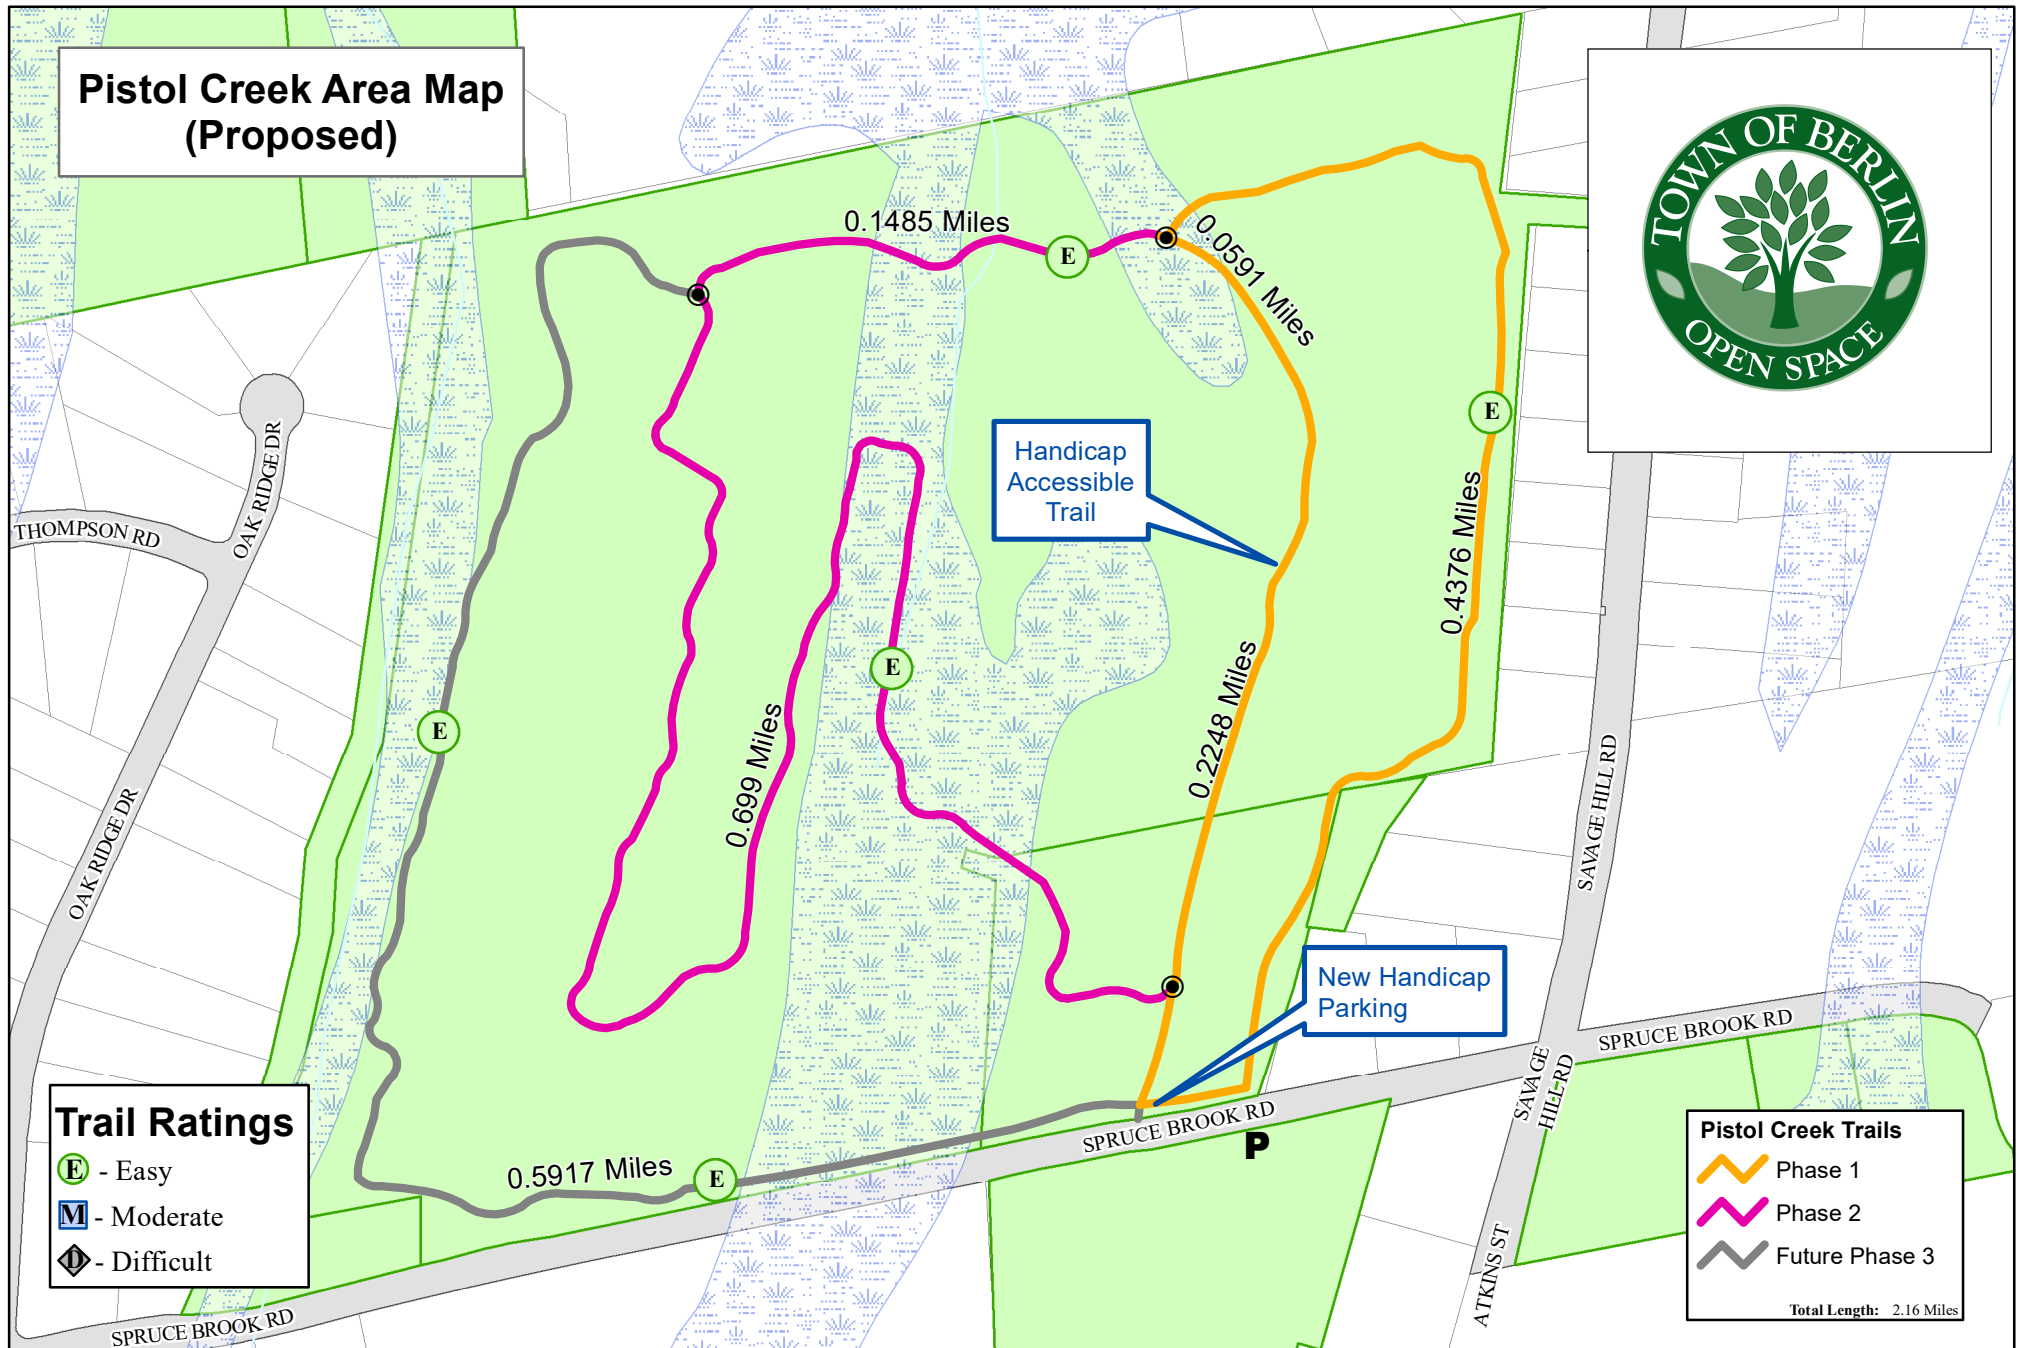 Pistol Creek Area Map
(Proposed)
TOWN OF BERLIN
OPEN SPACE
0.1485 Miles
E
0.0591 Miles
E
Handicap
Accessible
Trail
0.4376 Miles
OAK RIDGE DR
THOMPSON RD
E
0.2248 Miles
E
0.699 Miles
SAVAGE HILL RD
OAK RIDGE DR
New Handicap
Parking
SPRUCE BROOK RD
SAVAGE
HILL RD
SPRUCE BROOK RD
P
0.5917 Miles
E
ATKINS ST
SPRUCE BROOK RD
Trail Ratings
E - Easy
M - Moderate
D - Difficult
Pistol Creek Trails
Phase 1
Phase 2
Future Phase 3
Total Length: 2.16 Miles